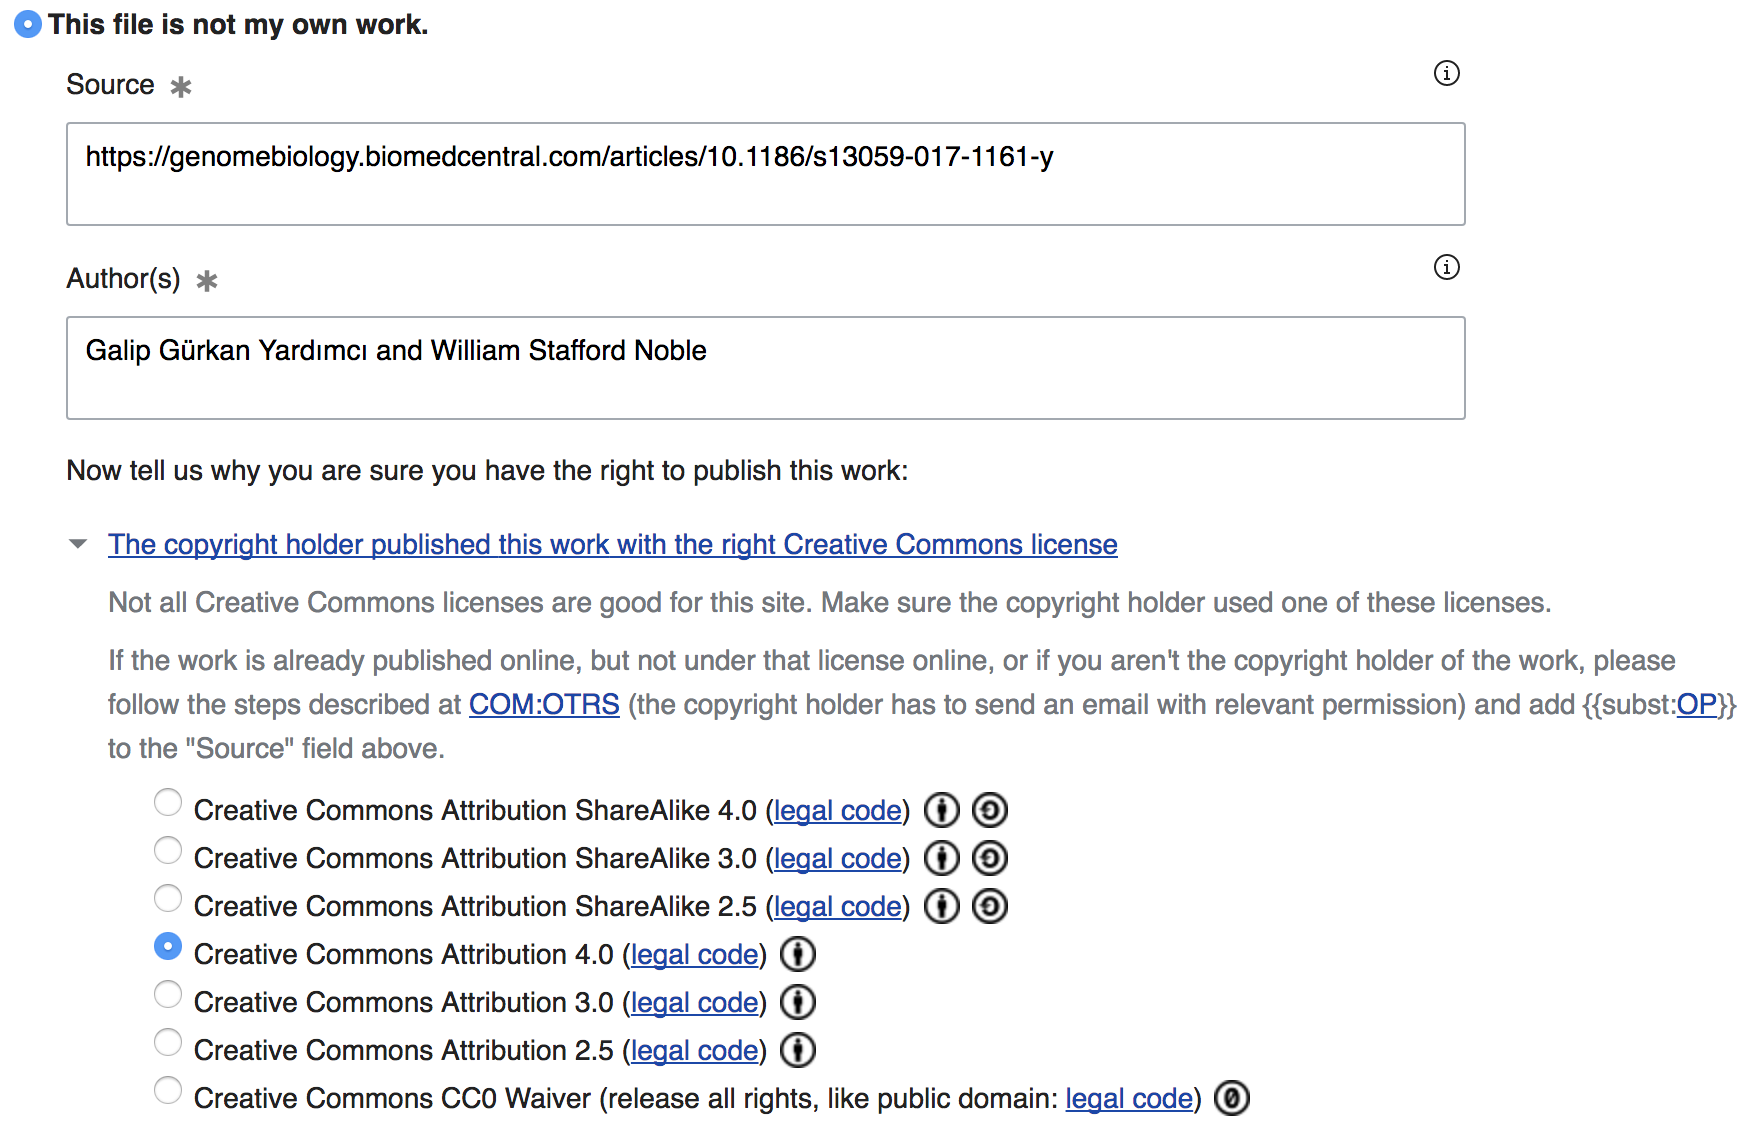 This file is not my own work.
Source *
https://genomebiology.biomedcentral.com/articles/10.1186/s13059-017-1161-y
Author(s) *
Galip Gürkan Yardımcı and William Stafford Noble
Now tell us why you are sure you have the right to publish this work:
The copyright holder published this work with the right Creative Commons license
Not all Creative Commons licenses are good for this site. Make sure the copyright holder used one of these licenses.
If the work is already published online, but not under that license online, or if you aren't the copyright holder of the work, please
follow the steps described at COM:OTRS (the copyright holder has to send an email with relevant permission) and add {{subst:OP}}
to the "Source" field above.
Creative Commons Attribution ShareAlike 4.0 (legal code)
Creative Commons Attribution ShareAlike 3.0 (legal code)
Creative Commons Attribution ShareAlike 2.5 (legal code)
Creative Commons Attribution 4.0 (legal code)
Creative Commons Attribution 3.0 (legal code)
Creative Commons Attribution 2.5 (legal code)
Creative Commons CC0 Waiver (release all rights, like public domain: legal code)